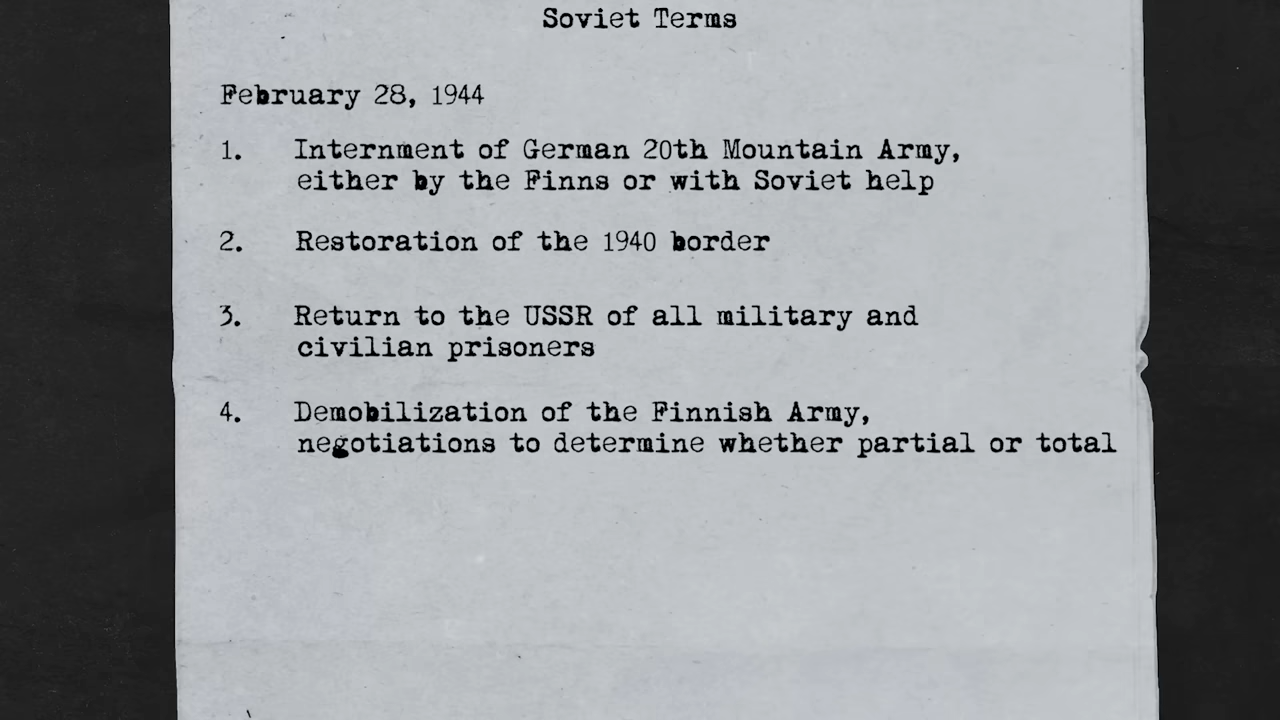 Soviet Terms
February 28, 1944
1. Internment of German 20th Mountain Army,
either by the Finns or with Soviet help
2. Restoration of the 1940 border
3. Return to the USSR of all military and
civilian prisoners
4. Demobilization of the Finnish Army,
negotiations to determine whether partial or total